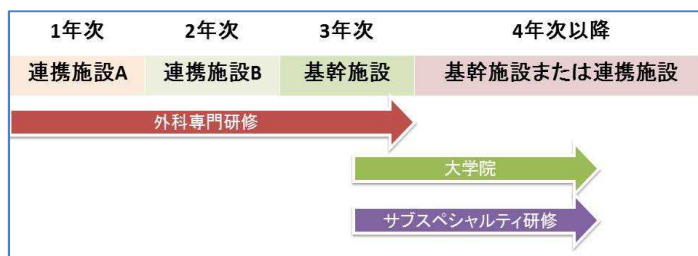 1年次 2年次 3年次 4年次以降
連携施設A 連携施設B 基幹施設 基幹施設または連携施設
外科専門研修
大学院
サブスペシャルティ研修